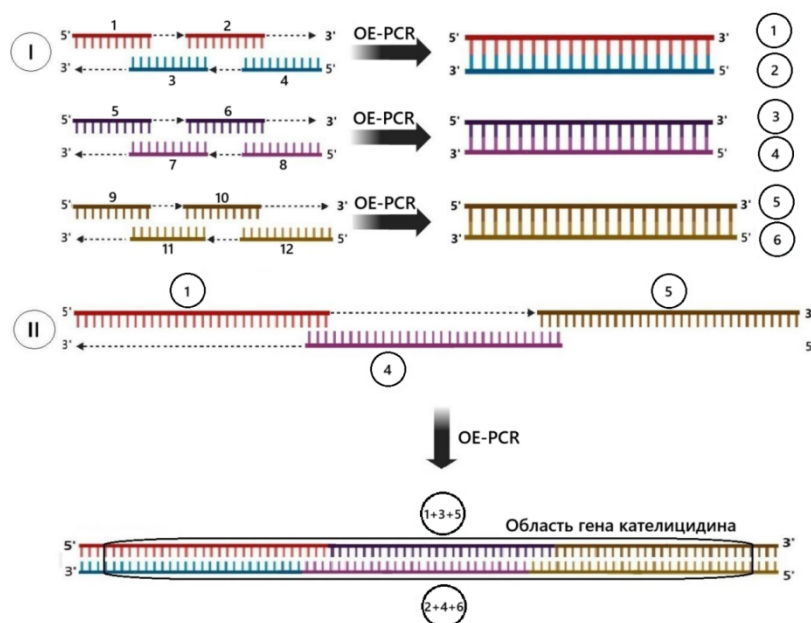 I
5' 1 2 3' OE-PCR 5' 3' 1
3' 3 4 5' 3' 5' 2
5' 5 6 3' OE-PCR 5' 3' 3
3' 7 8 5' 3' 5' 4
5' 9 10 3' OE-PCR 5' 3' 5
3' 11 12 5' 3' 5' 6
II
1 5
5' 3
3' 5
4
OE-PCR
1+3+5
Область гена кателицидина
5' 3'
3' 5'
2+4+6